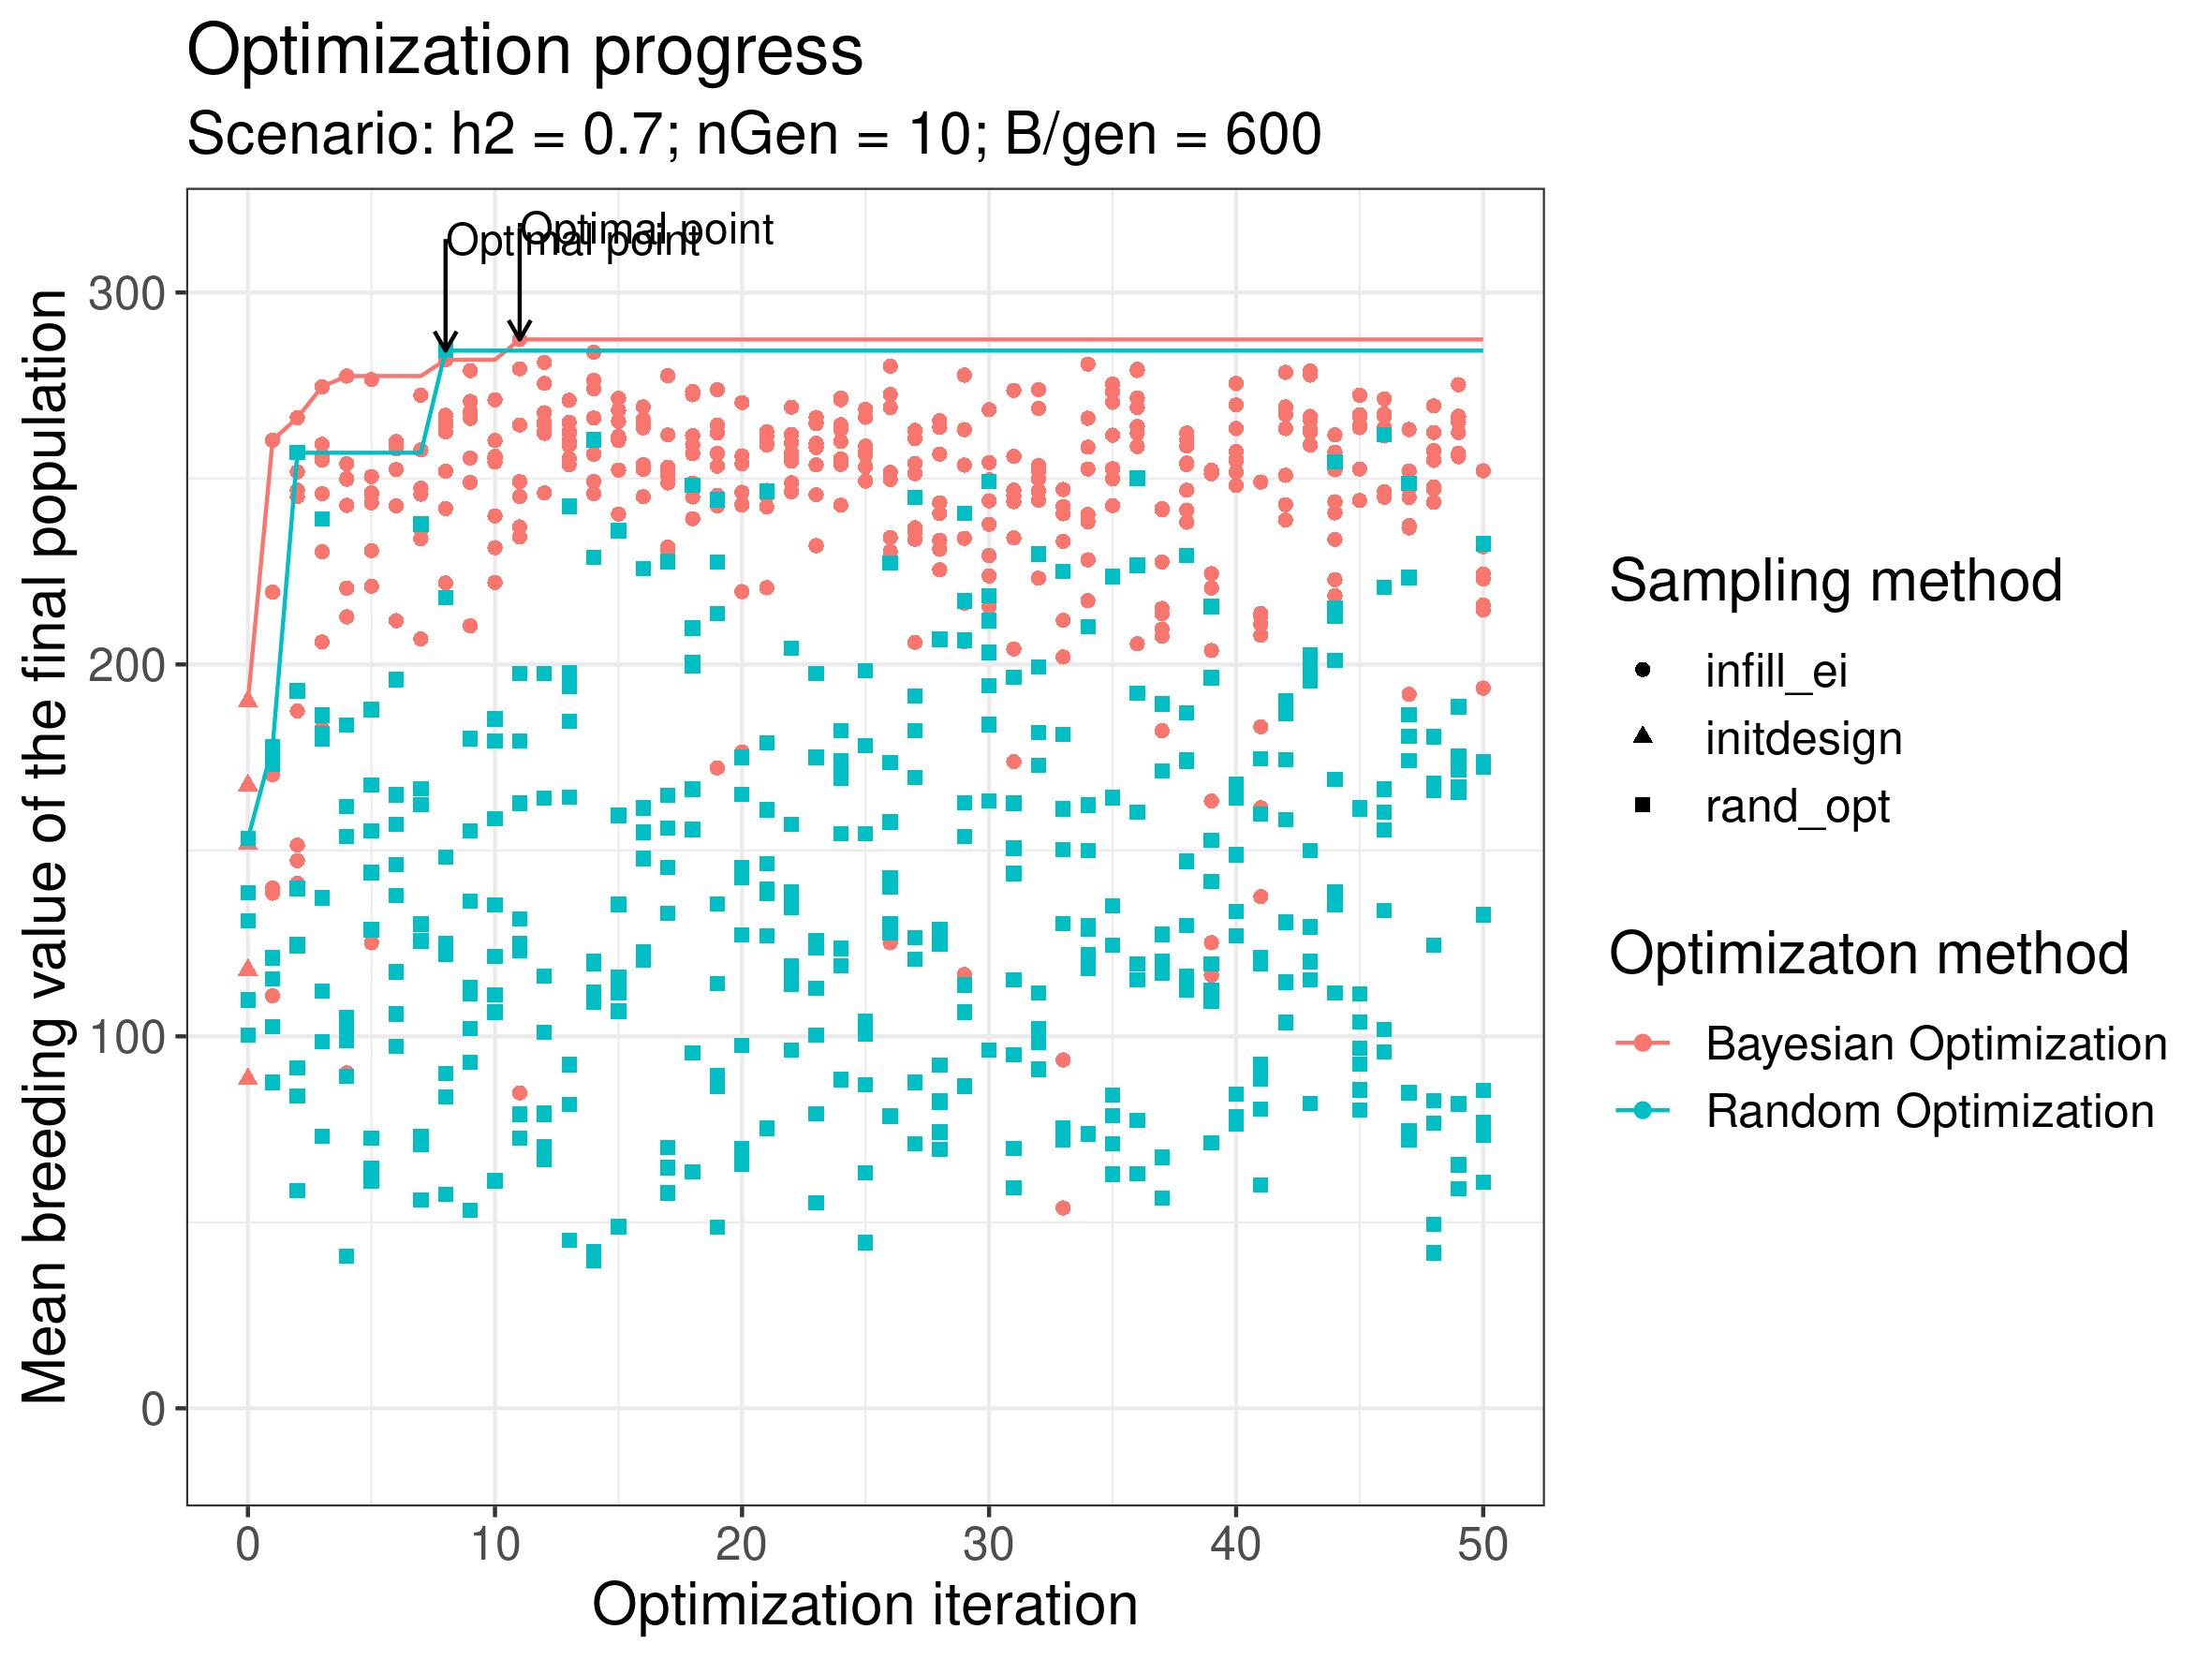 Optimization progress
Scenario: h2 = 0.7; nGen = 10; B/gen = 600
Optimal point
Optimal point
Mean breeding value of the final population
300
200
100
0
0 10 20 30 40 50
Optimization iteration
Sampling method
infill_ei
initdesign
rand_opt
Optimizaton method
Bayesian Optimization
Random Optimization